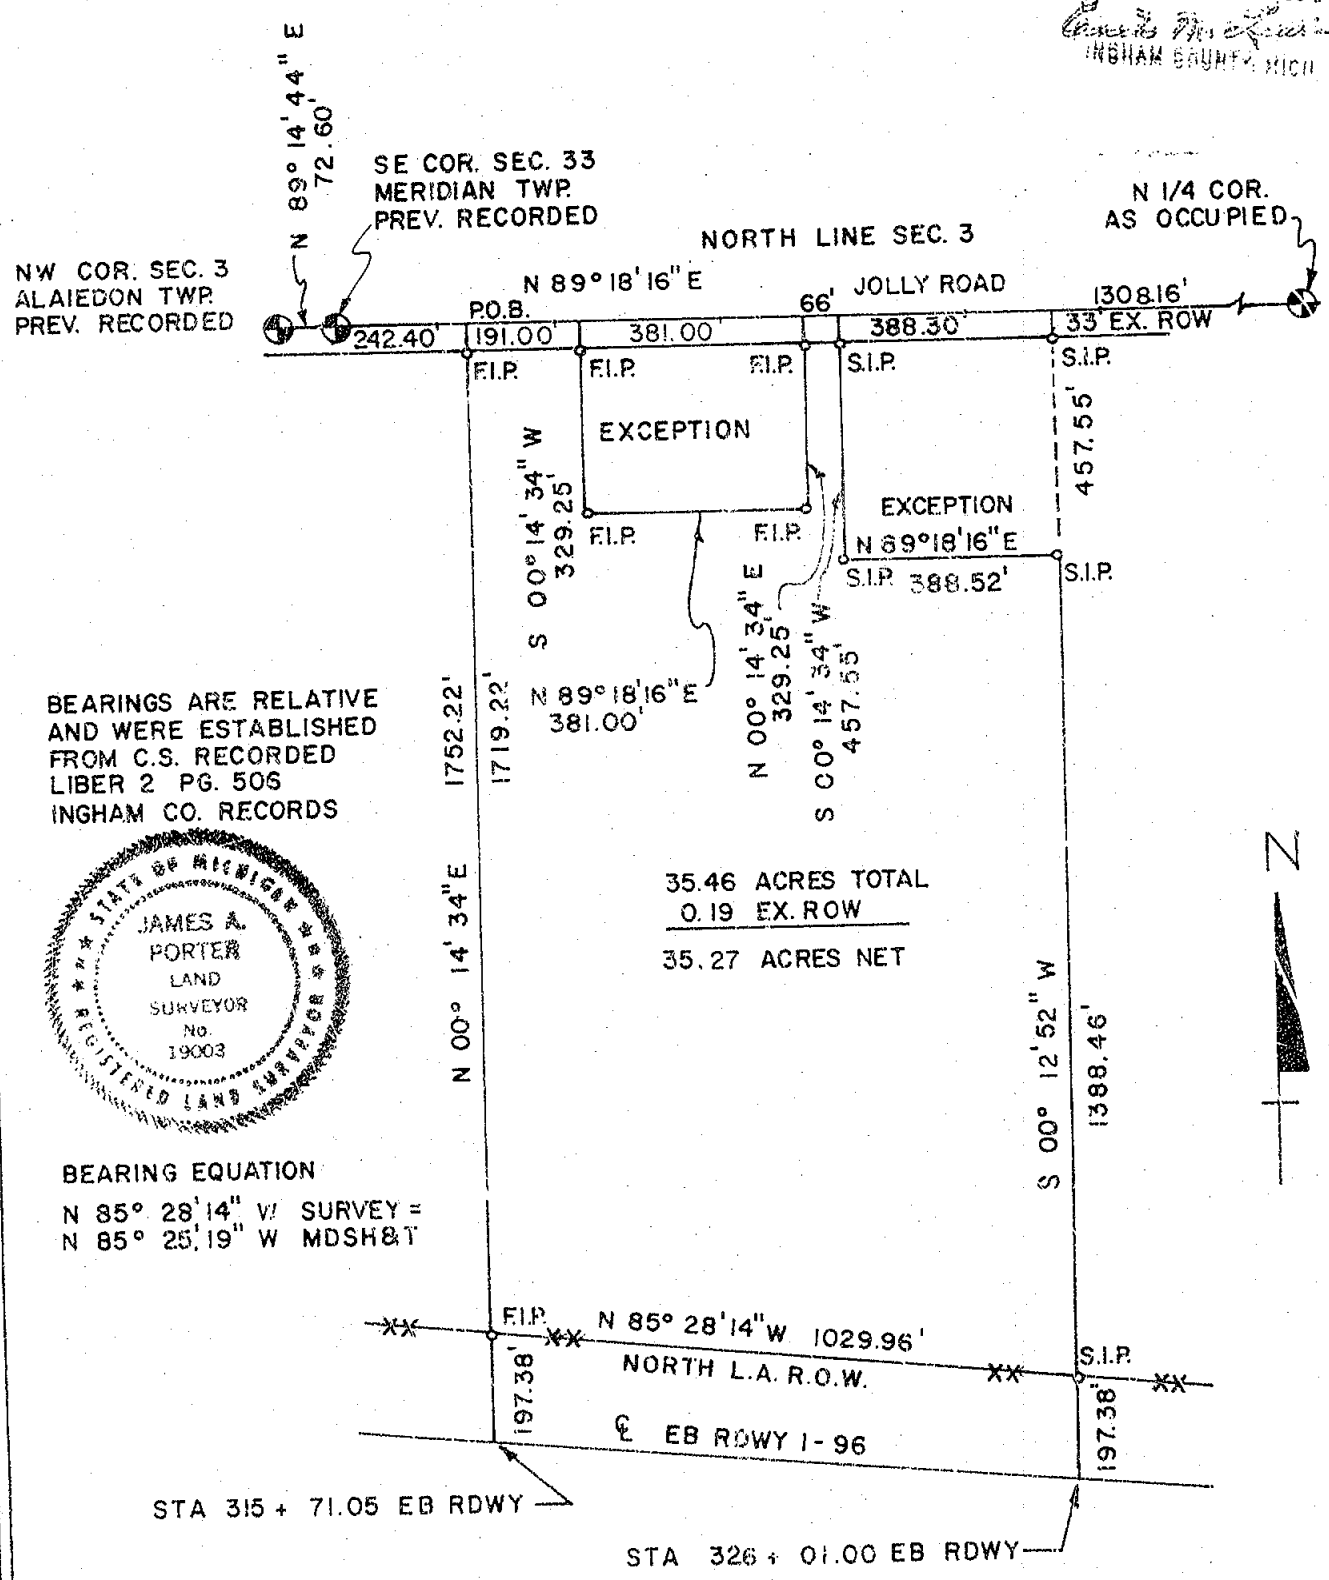 INGHAM COUNTY, MICH
N 89° 14' 44" E
72.60'
SE COR. SEC. 33
MERIDIAN TWP.
PREV. RECORDED
N 1/4 COR.
AS OCCUPIED
NORTH LINE SEC. 3
NW COR. SEC. 3
ALAIEDON TWP.
PREV. RECORDED
N 89° 18' 16" E
JOLLY ROAD
P.O.B.
66'
1308.16'
242.40'
191.00'
381.00'
388.30'
33' EX. ROW
F.I.P.
F.I.P.
F.I.P.
S.I.P.
S.I.P.
EXCEPTION
457.55'
S 00° 14' 34" W
329.25'
EXCEPTION
F.I.P.
F.I.P.
N 89° 18' 16" E
S.I.P.
388.52'
S.I.P.
N 00° 14' 34" E
329.25'
S 00° 14' 34" W
457.55'
N 89° 18' 16" E
381.00'
BEARINGS ARE RELATIVE
AND WERE ESTABLISHED
FROM C.S. RECORDED
LIBER 2 PG. 506
INGHAM CO. RECORDS
1752.22'
1719.22'
N 00° 14' 34" E
STATE OF MICHIGAN
JAMES A.
PORTER
LAND
SURVEYOR
No.
19003
REGISTERED LAND SURVEYOR
35.46 ACRES TOTAL
0.19 EX. ROW
35.27 ACRES NET
N
S 00° 12' 52" W
1388.46'
BEARING EQUATION
N 85° 28' 14" W SURVEY =
N 85° 25' 19" W MDSH&T
F.I.P.
N 85° 28' 14" W 1029.96'
NORTH L.A. R.O.W.
S.I.P.
197.38'
197.38"
℄ EB RDWY I-96
STA 315 + 71.05 EB RDWY
STA 326 + 01.00 EB RDWY